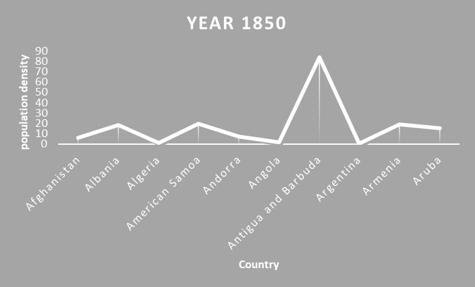 YEAR 1850
population density
90
80
70
60
50
40
30
20
10
0
Afghanistan
Albania
Algeria
American Samoa
Andorra
Angola
Antigua and Barbuda
Argentina
Armenia
Aruba
Country